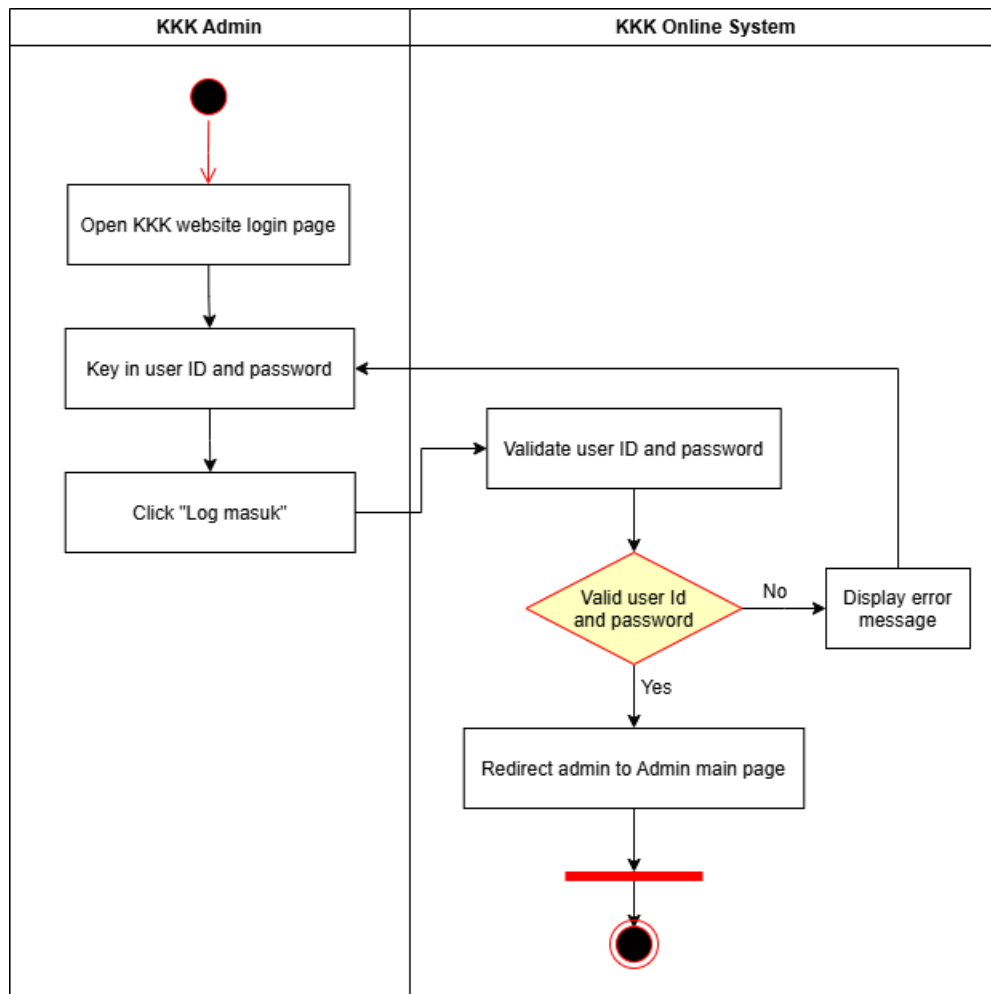 KKK Admin
KKK Online System
Open KKK website login page
Key in user ID and password
Validate user ID and password
Click "Log masuk"
Valid user Id
and password
No
Display error
message
Yes
Redirect admin to Admin main page